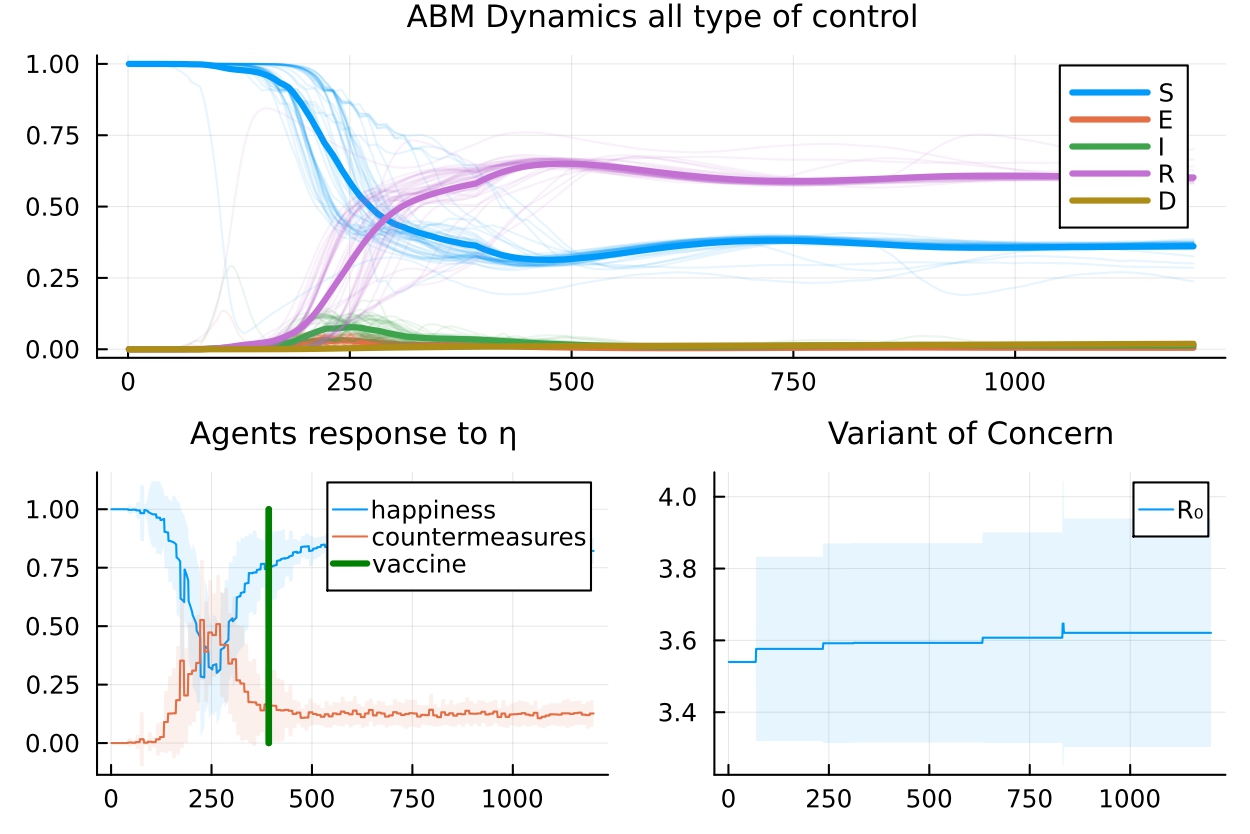 ABM Dynamics all type of control
1.00
0.75
0.50
0.25
0.00
S
E
I
R
D
0 250 500 750 1000
Agents response to η
1.00
0.75
0.50
0.25
0.00
happiness
countermeasures
vaccine
0 250 500 750 1000
Variant of Concern
4.0
3.8
3.6
3.4
R₀
0 250 500 750 1000